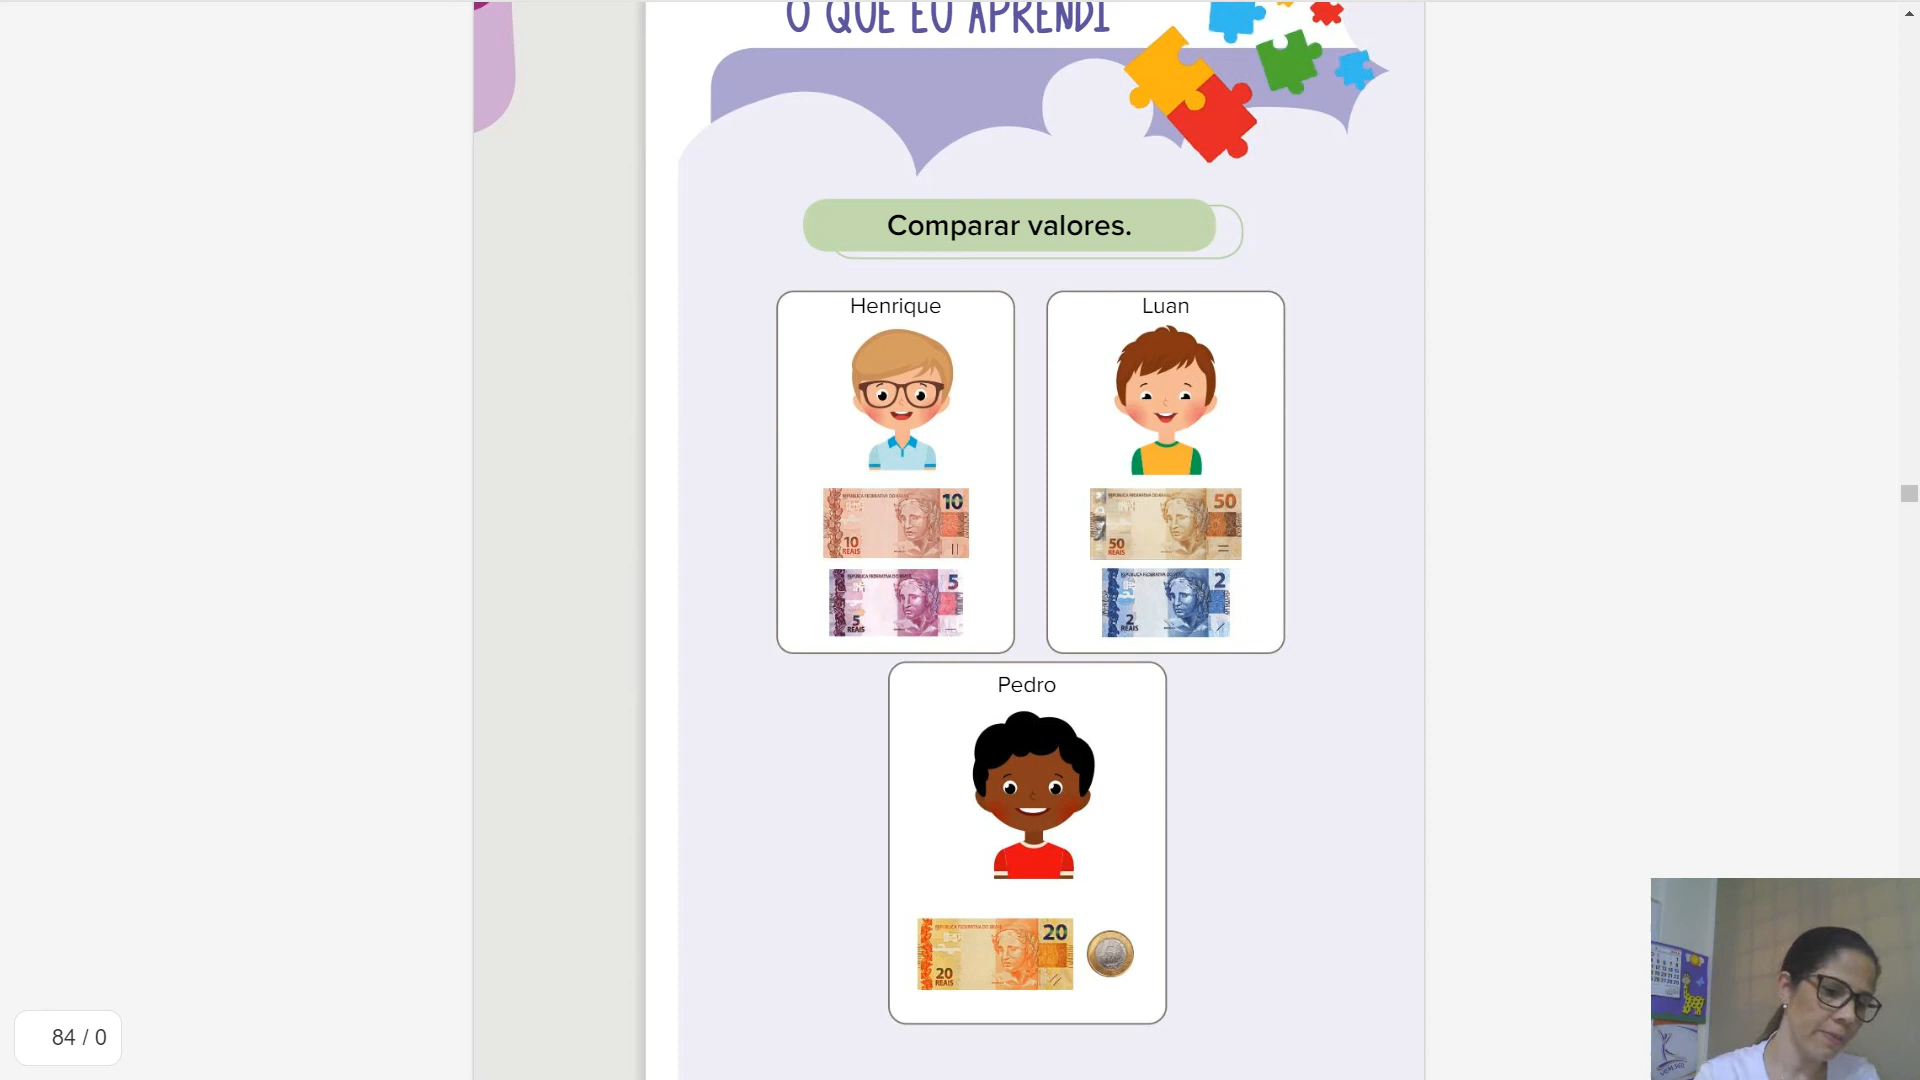 O QUE EU APRENDI
Comparar valores.
Henrique
Luan
10
10
REAIS
50
50
REAIS
5
5
REAIS
2
2
REAIS
Pedro
20
20
REAIS
84 / 0